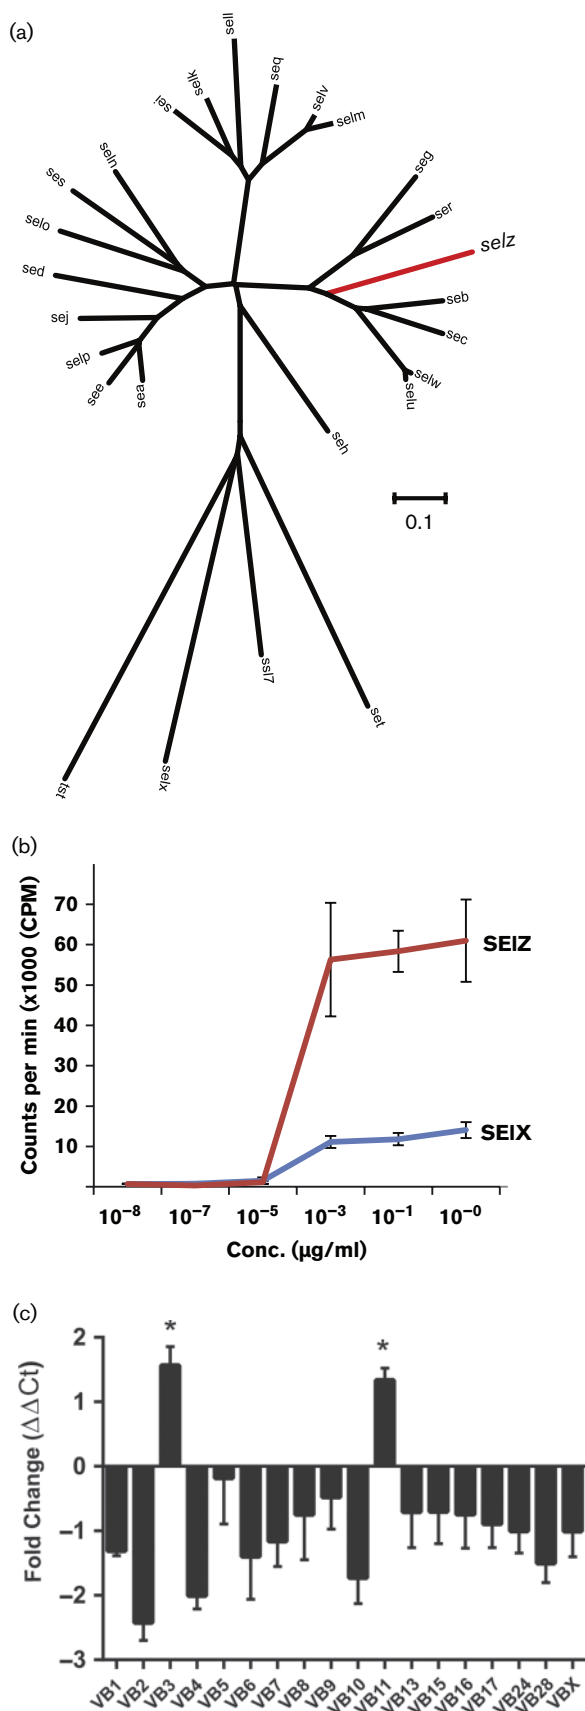 (a)
sell
selk
sei
seq
selv
selm
seln
ses
selo
sed
sej
selp
see
sea
seg
ser
selz
seb
sec
selw
selu
seh
0.1
ssl7
set
selx
tst
(b)
Counts per min (x1000 (CPM)
70
60
50
40
30
20
10
SEIZ
SEIX
10⁻⁸ 10⁻⁷ 10⁻⁵ 10⁻³ 10⁻¹ 10⁻⁰
Conc. (µg/ml)
(c)
Fold Change (ΔΔCt)
2
1
0
−1
−2
−3
* *
VB1 VB2 VB3 VB4 VB5 VB6 VB7 VB8 VB9 VB10 VB11 VB13 VB15 VB16 VB17 VB24 VB28 VBX